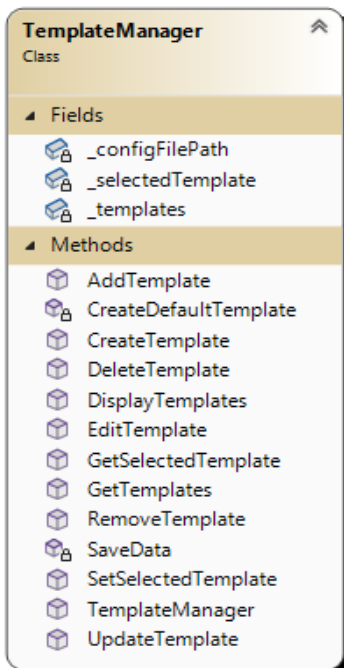 TemplateManager
Class
Fields
_configFilePath
_selectedTemplate
_templates
Methods
AddTemplate
CreateDefaultTemplate
CreateTemplate
DeleteTemplate
DisplayTemplates
EditTemplate
GetSelectedTemplate
GetTemplates
RemoveTemplate
SaveData
SetSelectedTemplate
TemplateManager
UpdateTemplate